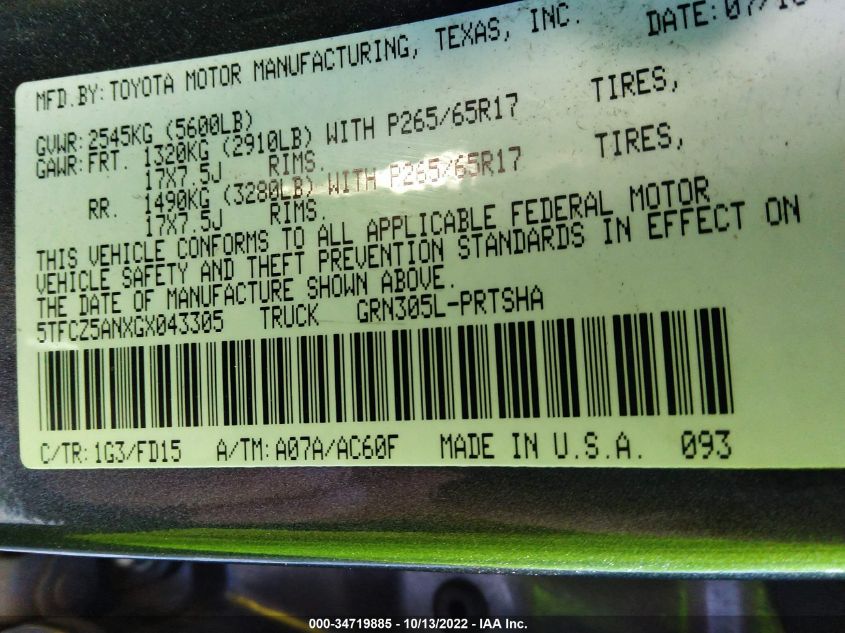 MFD.BY: TOYOTA MOTOR MANUFACTURING, TEXAS, INC. DATE: 07/16
GVWR: 2545KG (5600LB)
GAWR: FRT. 1320KG (2910LB) WITH P265/65R17 TIRES,
17X7.5J RIMS.
RR. 1490KG (3280LB) WITH P265/65R17 TIRES,
17X7.5J RIMS.
THIS VEHICLE CONFORMS TO ALL APPLICABLE FEDERAL MOTOR
VEHICLE SAFETY AND THEFT PREVENTION STANDARDS IN EFFECT ON
THE DATE OF MANUFACTURE SHOWN ABOVE.
5TFCZ5ANXGX043305 TRUCK GRN305L-PRTSHA
C/TR: 1G3/FD15 A/TM: A07A/AC60F MADE IN U.S.A. 093
000-34719885 - 10/13/2022 - IAA Inc.